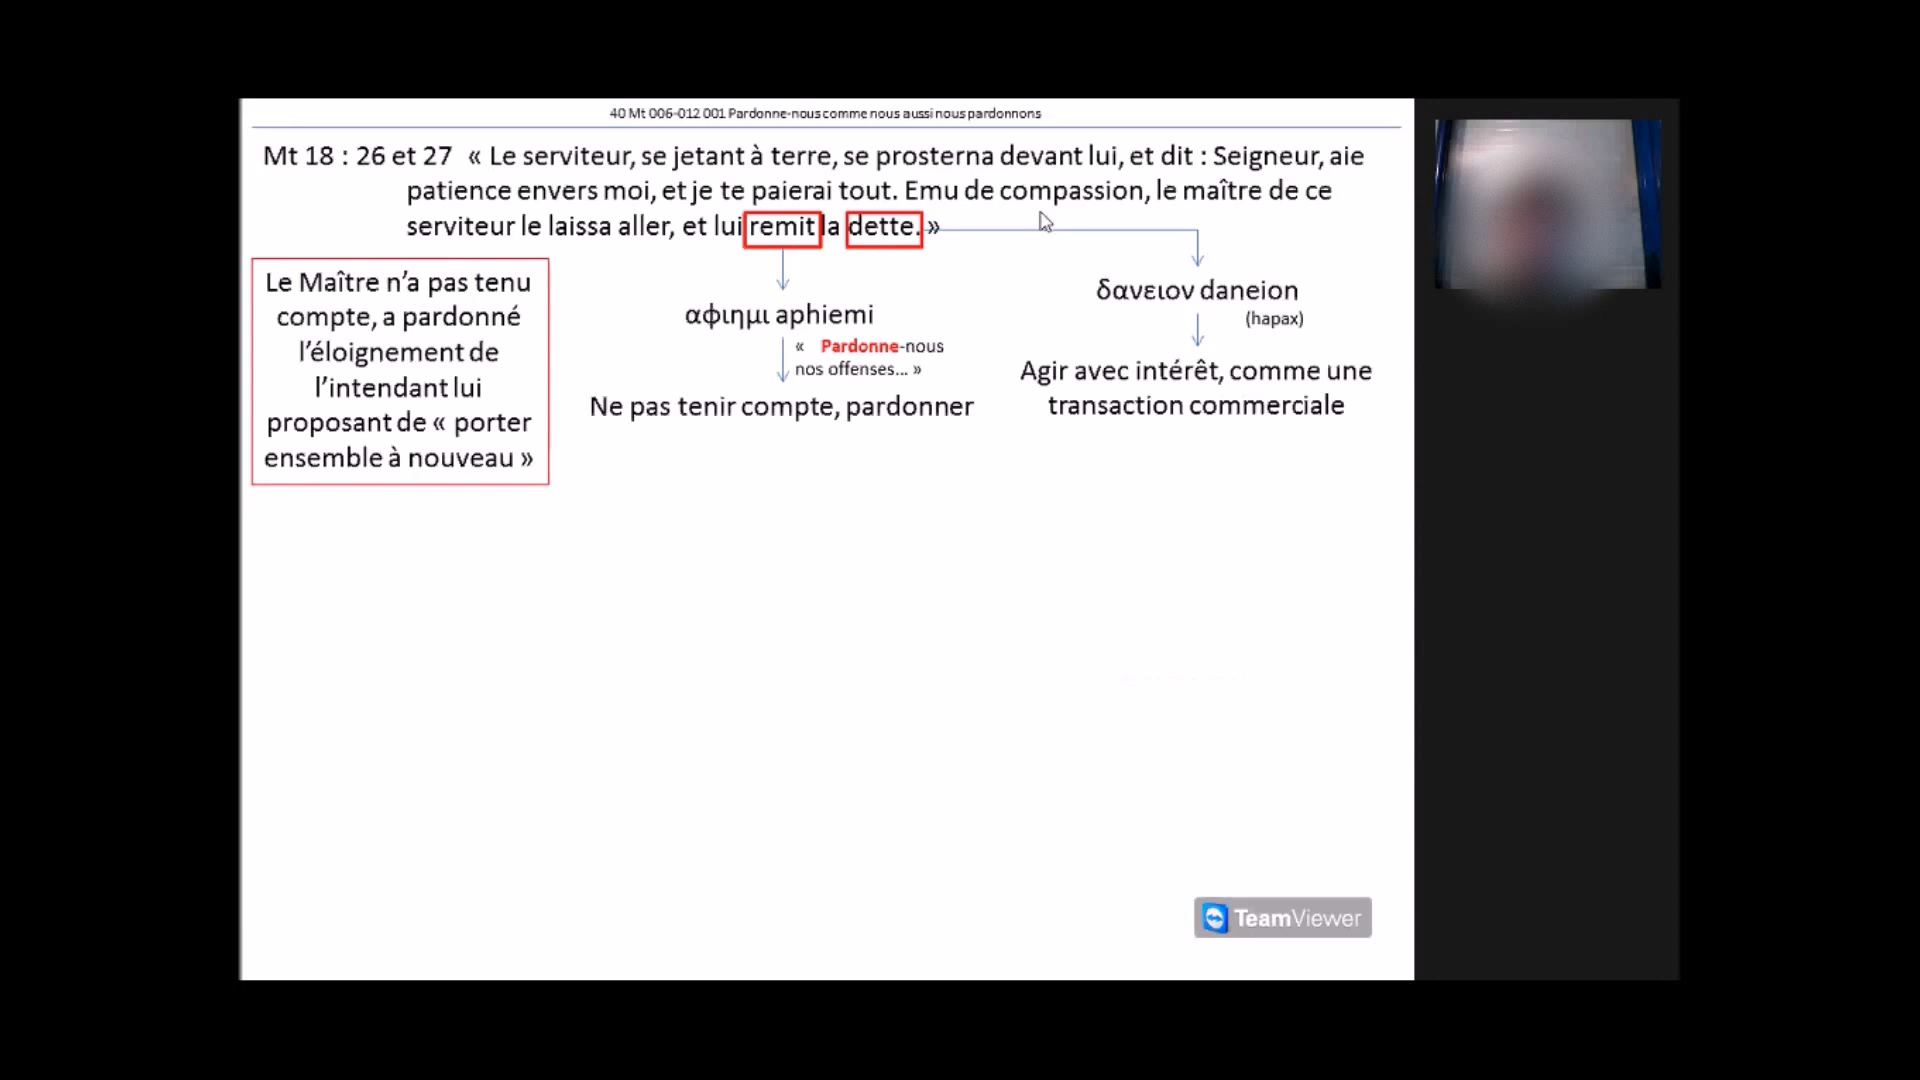 40 Mt 006-012 001 Pardonne-nous comme nous aussi nous pardonnons
Mt 18 : 26 et 27 « Le serviteur, se jetant à terre, se prosterna devant lui, et dit : Seigneur, aie
patience envers moi, et je te paierai tout. Emu de compassion, le maître de ce
serviteur le laissa aller, et lui remit la dette. »
Le Maître n’a pas tenu
compte, a pardonné
l’éloignement de
l’intendant lui
proposant de « porter
ensemble à nouveau »
αφιημι aphiemi
« Pardonne-nous
nos offenses... »
Ne pas tenir compte, pardonner
δανειον daneion
(hapax)
Agir avec intérêt, comme une
transaction commerciale
TeamViewer